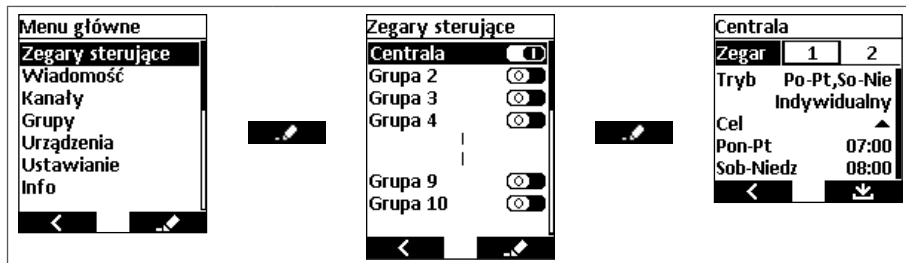 Menu główne
Zegary sterujące
Wiadomość
Kanały
Grupy
Urządzenia
Ustawianie
Info
Zegary sterujące
Centrala
Grupa 2
Grupa 3
Grupa 4
Grupa 9
Grupa 10
Centrala
Zegar 1 2
Tryb Po-Pt,So-Nie
Indywidualny
Cel
Pon-Pt 07:00
Sob-Niedz 08:00